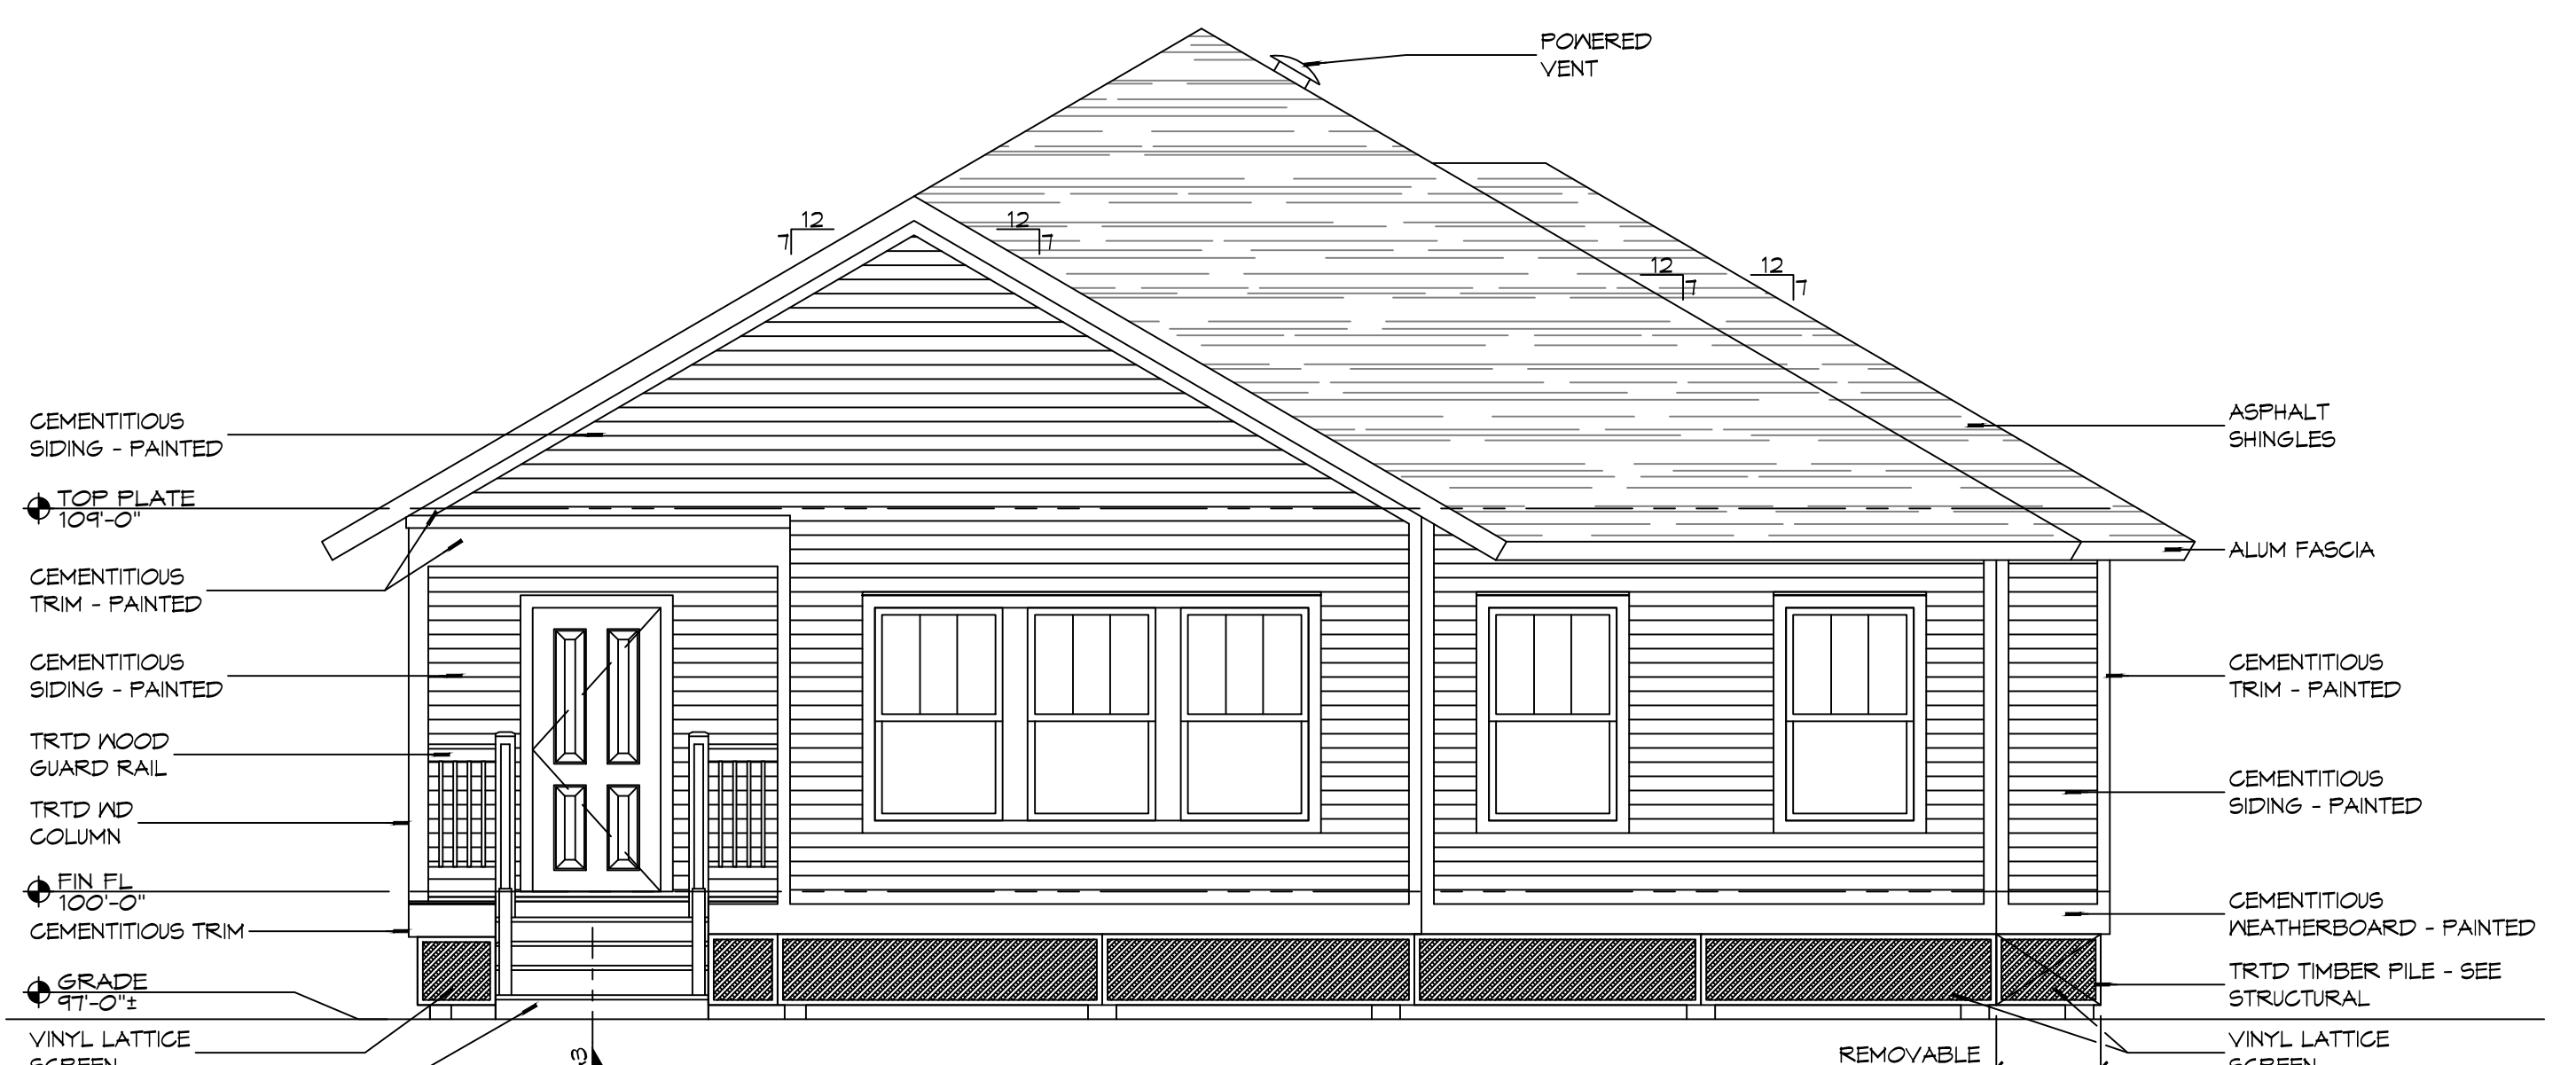 POWERED
VENT
12
7
12
7
12
7
12
7
CEMENTITIOUS
SIDING - PAINTED
TOP PLATE
109'-0"
CEMENTITIOUS
TRIM - PAINTED
CEMENTITIOUS
SIDING - PAINTED
TRTD WOOD
GUARD RAIL
TRTD WD
COLUMN
FIN FL
100'-0"
CEMENTITIOUS TRIM
GRADE
97'-0"±
VINYL LATTICE
SCREEN
3
ASPHALT
SHINGLES
ALUM FASCIA
CEMENTITIOUS
TRIM - PAINTED
CEMENTITIOUS
SIDING - PAINTED
CEMENTITIOUS
WEATHERBOARD - PAINTED
TRTD TIMBER PILE - SEE
STRUCTURAL
VINYL LATTICE
SCREEN
REMOVABLE